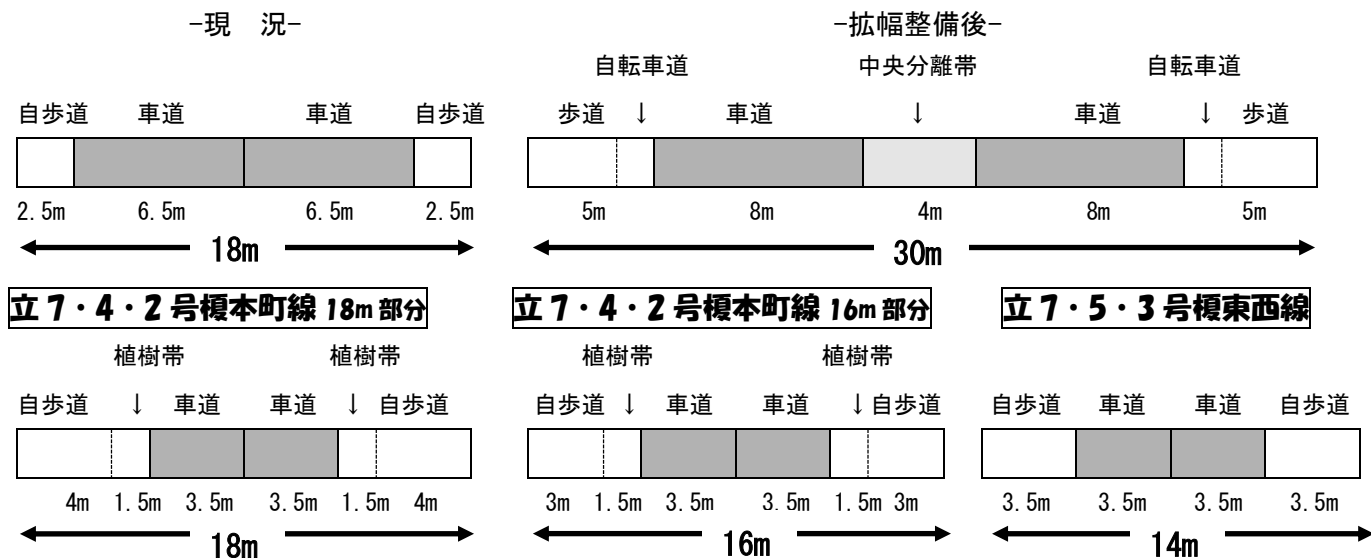 -現　況-
-拡幅整備後-
自転車道　中央分離帯　自転車道
自歩道　車道　車道　自歩道
歩道　↓　車道　↓　車道　↓　歩道
2.5m　6.5m　6.5m　2.5m
5m　8m　4m　8m　5m
18m
30m
立7・4・2号榎本町線 18m部分
立7・4・2号榎本町線 16m部分
立7・5・3号榎東西線
植樹帯　植樹帯
植樹帯　植樹帯
自歩道　↓　車道　車道　↓　自歩道
自歩道　↓　車道　車道　↓　自歩道
自歩道　車道　車道　自歩道
4m　1.5m　3.5m　3.5m　1.5m　4m
3m　1.5m　3.5m　3.5m　1.5m　3m
3.5m　3.5m　3.5m　3.5m
18m
16m
14m